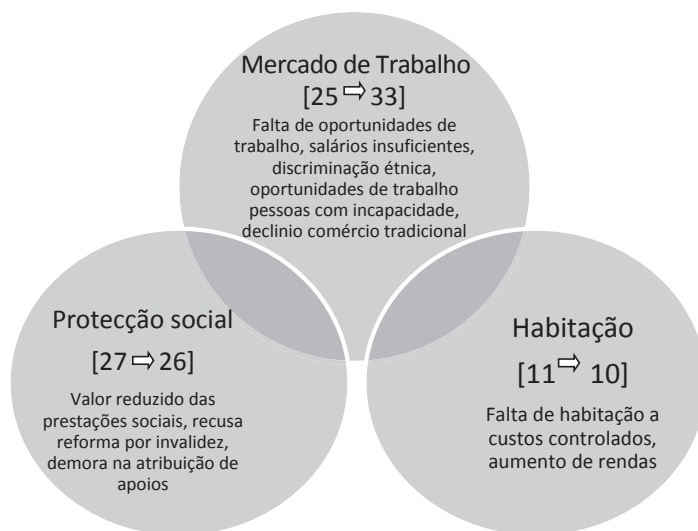 Mercado de Trabalho
[25 ⇨ 33]
Falta de oportunidades de
trabalho, salários insuficientes,
discriminação étnica,
oportunidades de trabalho
pessoas com incapacidade,
declinio comércio tradicional
Protecção social
[27 ⇨ 26]
Valor reduzido das
prestações sociais, recusa
reforma por invalidez,
demora na atribuição de
apoios
Habitação
[11 ⇨ 10]
Falta de habitação a
custos controlados,
aumento de rendas